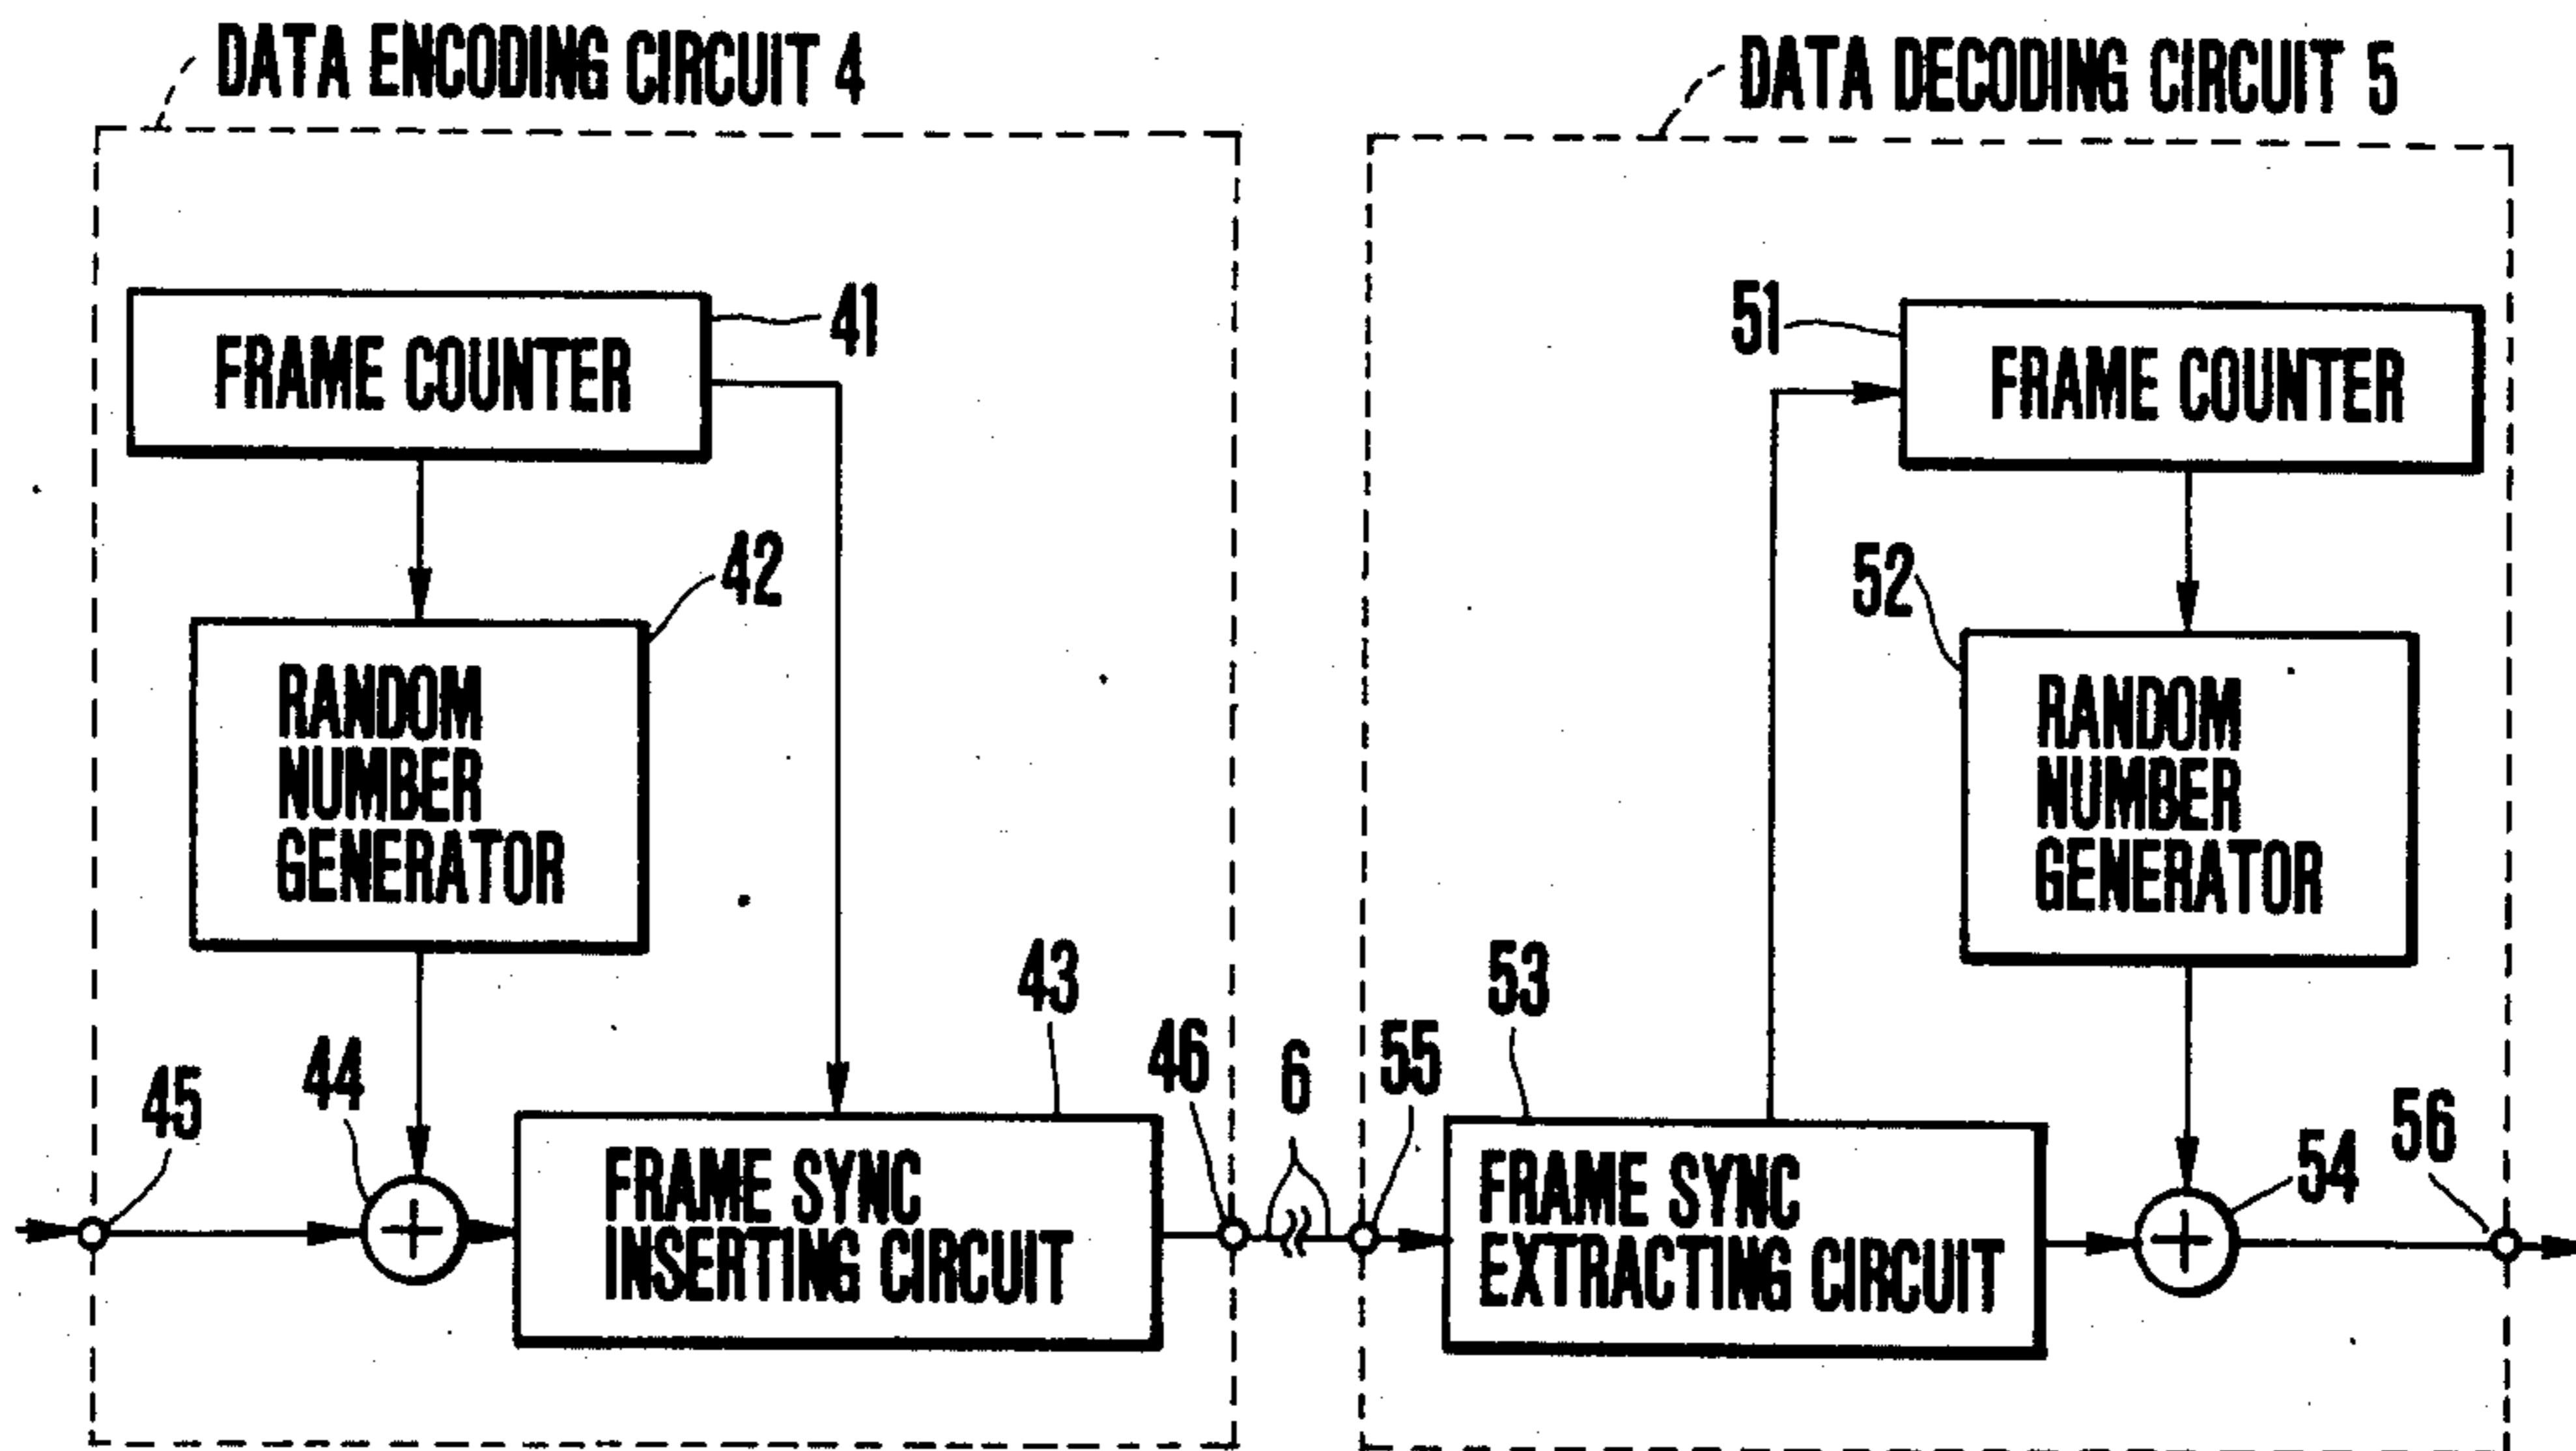 DATA ENCODING CIRCUIT 4
DATA DECODING CIRCUIT 5
FRAME COUNTER
41
42
RANDOM
NUMBER
GENERATOR
43
44
45
46
FRAME SYNC
INSERTING CIRCUIT
6
51
FRAME COUNTER
52
RANDOM
NUMBER
GENERATOR
53
55
FRAME SYNC
EXTRACTING CIRCUIT
54
56